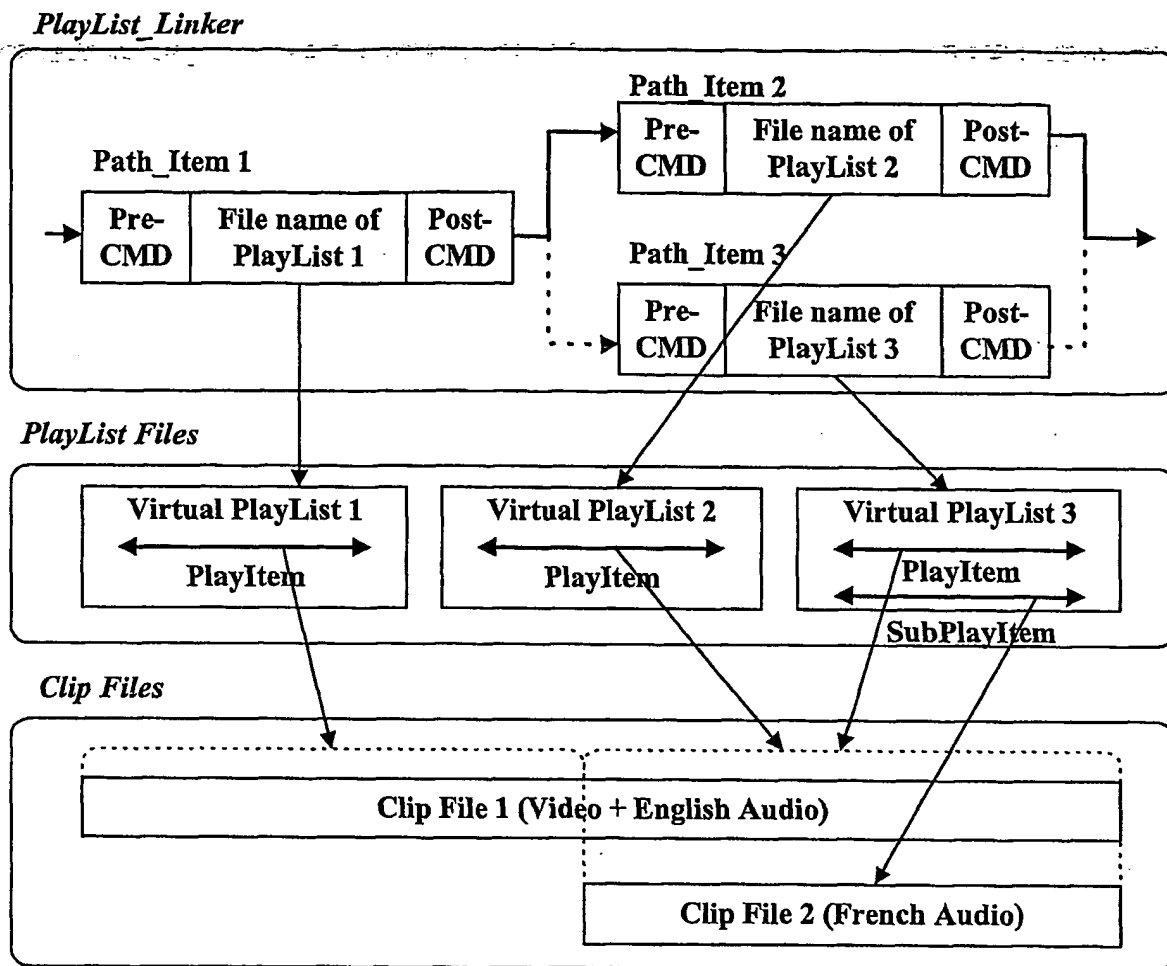 PlayList_Linker
Path_Item 1
Pre-
CMD
File name of
PlayList 1
Post-
CMD
Path_Item 2
Pre-
CMD
File name of
PlayList 2
Post-
CMD
Path_Item 3
Pre-
CMD
File name of
PlayList 3
Post-
CMD
PlayList Files
Virtual PlayList 1
PlayItem
Virtual PlayList 2
PlayItem
Virtual PlayList 3
PlayItem
SubPlayItem
Clip Files
Clip File 1 (Video + English Audio)
Clip File 2 (French Audio)